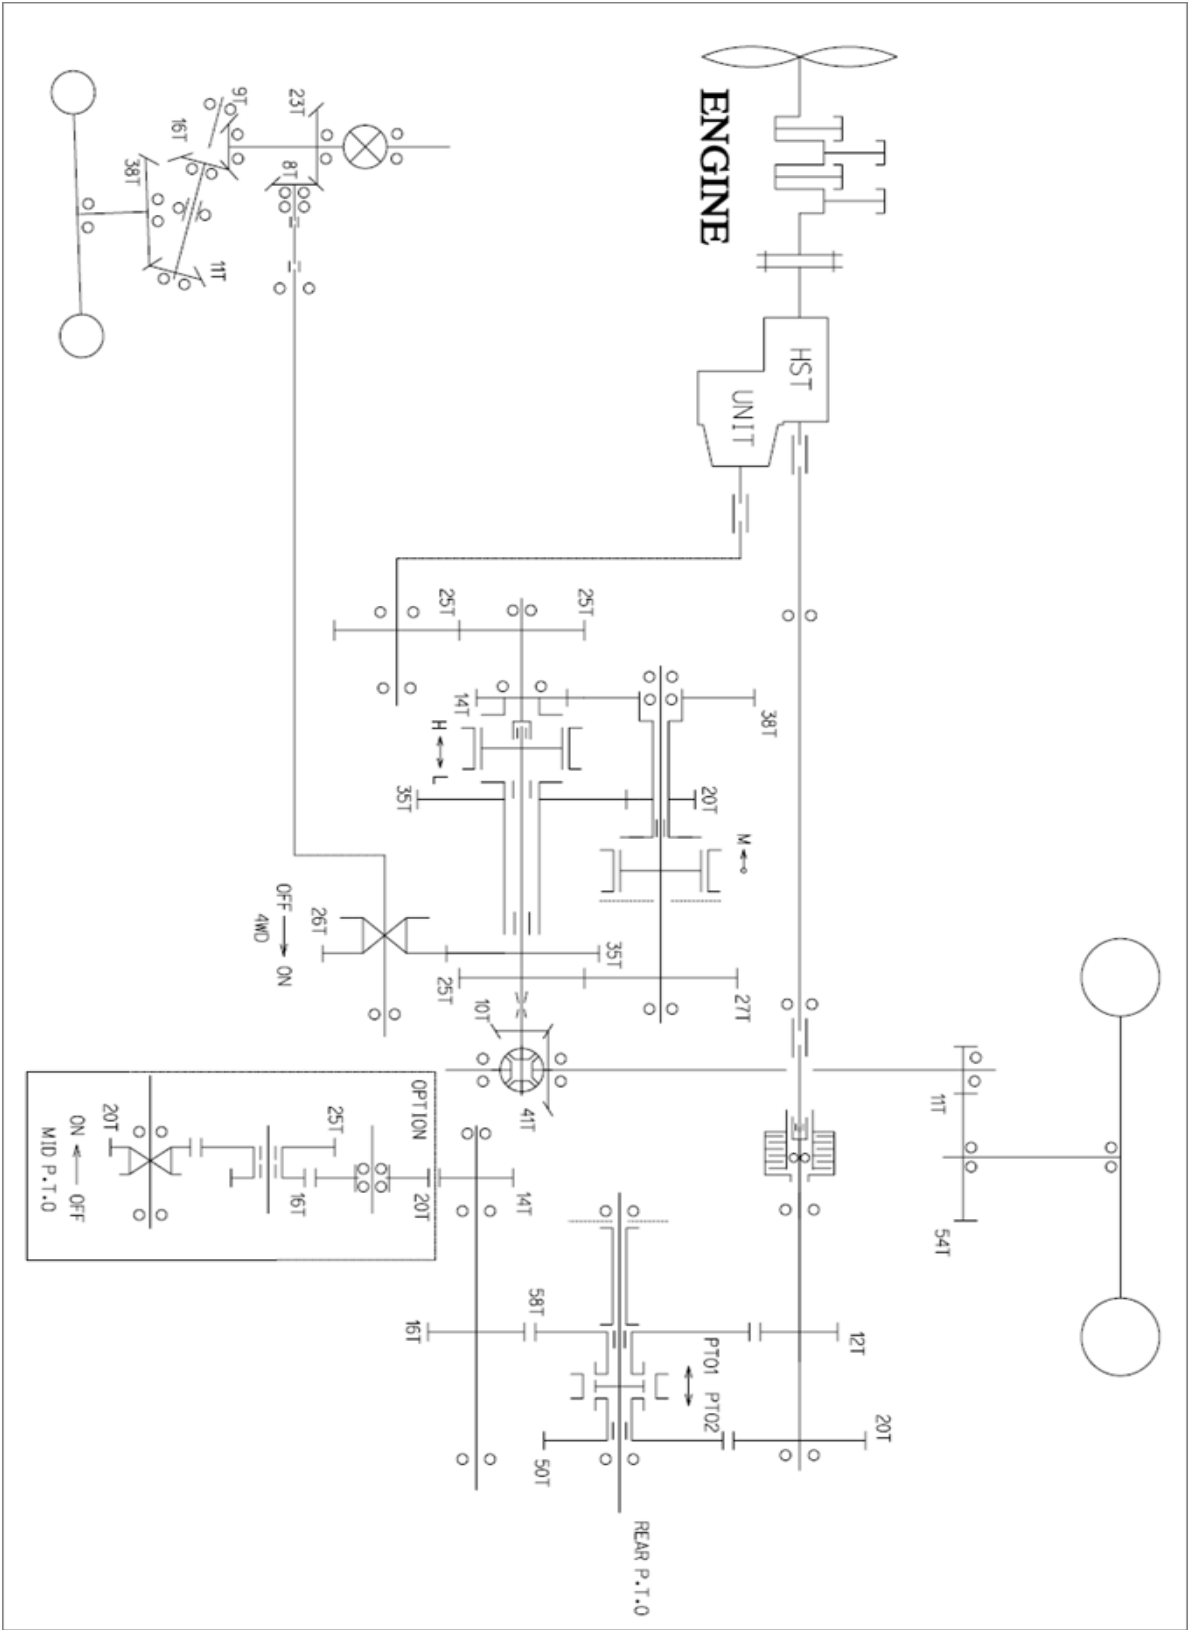 ENGINE
HST
UNIT
9T
23T
16T
8T
38T
11T
25T
25T
14T
38T
H ↔ L
35T
20T
M
26T
OFF → ON
4WD
35T
25T
27T
10T
41T
11T
54T
OPTION
20T
25T
16T
20T
ON ← OFF
MID P.T.O
14T
58T
16T
12T
PTO1 PTO2
20T
50T
REAR P.T.O